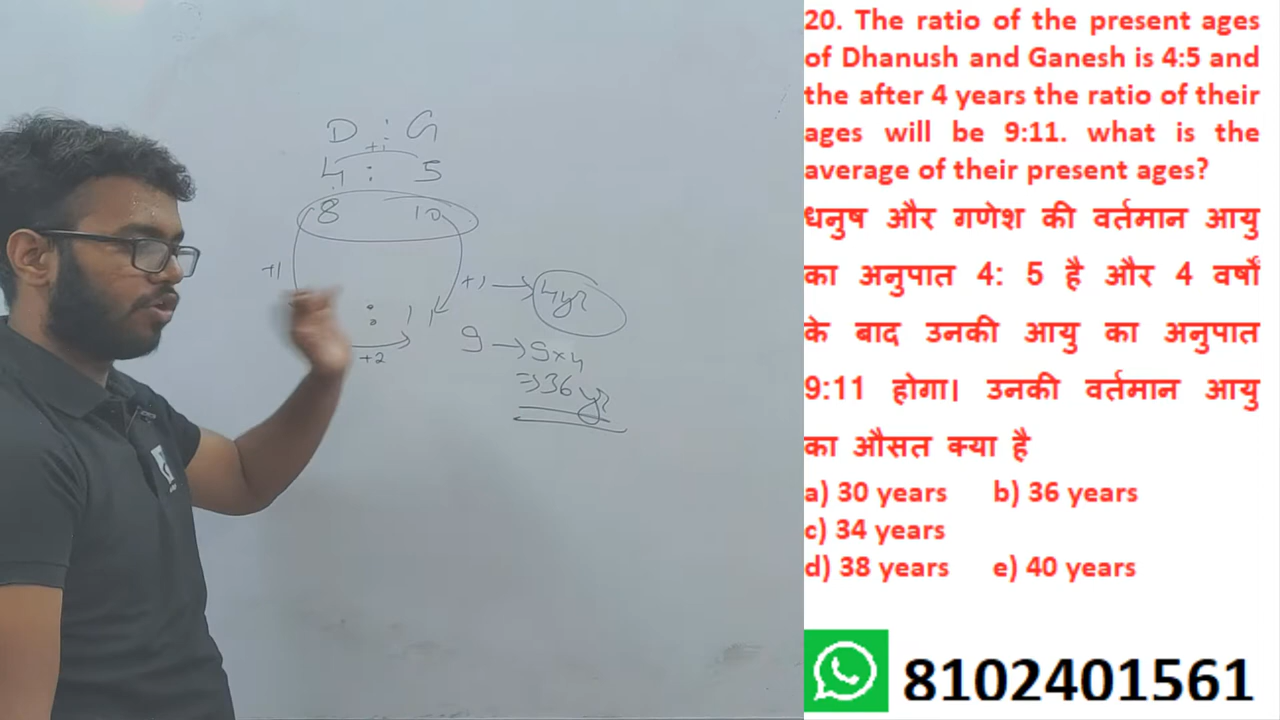 D : G
+1
4 : 5
8 10
+1
+1 → 4yr
: 11
+2
9 → 9x4
⇒ 36 yr
20. The ratio of the present ages
of Dhanush and Ganesh is 4:5 and
the after 4 years the ratio of their
ages will be 9:11. what is the
average of their present ages?
धनुष और गणेश की वर्तमान आयु
का अनुपात 4: 5 है और 4 वर्षों
के बाद उनकी आयु का अनुपात
9:11 होगा। उनकी वर्तमान आयु
का औसत क्या है
a) 30 years b) 36 years
c) 34 years
d) 38 years e) 40 years
8102401561